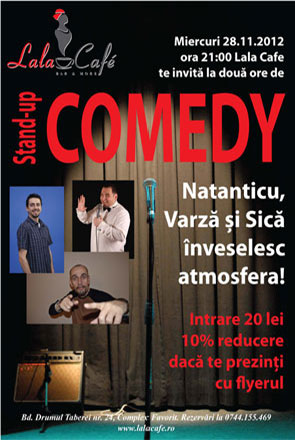 Lala Café
BAR & MORE
Miercuri 28.11.2012
ora 21:00 Lala Cafe
te invită la două ore de
Stand-up
COMEDY
Natanticu,
Varză și Sică
înveselesc
atmosfera!
Intrare 20 lei
10% reducere
dacă te prezinți
cu flyerul
Bd. Drumul Taberei nr. 24, Complex Favorit. Rezervări la 0744.155.469
www.lalacafe.ro